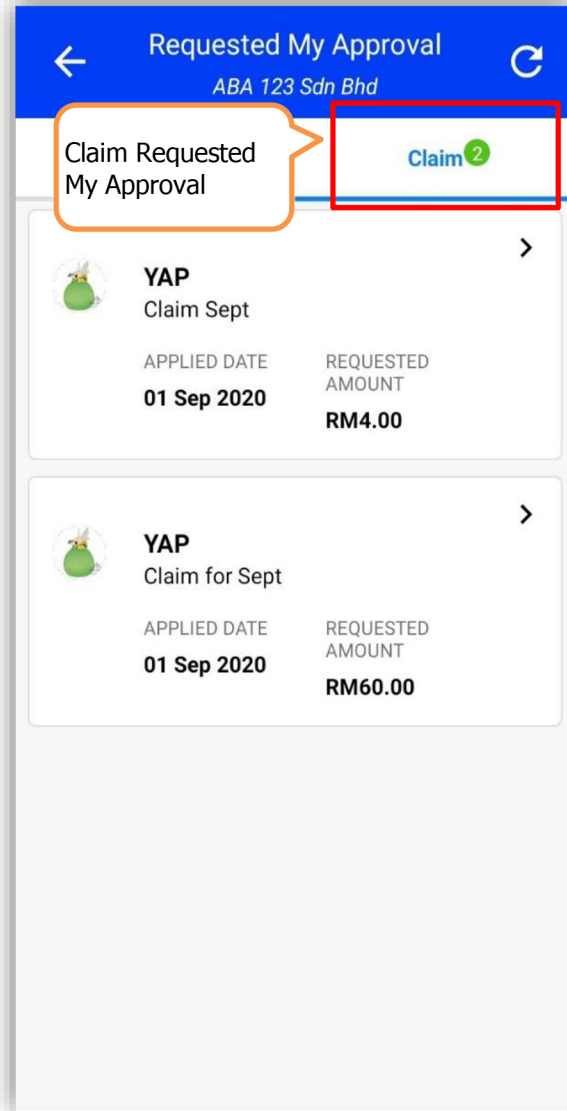 Requested My Approval
ABA 123 Sdn Bhd
Claim Requested
My Approval
Claim 2
YAP
Claim Sept
APPLIED DATE
01 Sep 2020
REQUESTED
AMOUNT
RM4.00
YAP
Claim for Sept
APPLIED DATE
01 Sep 2020
REQUESTED
AMOUNT
RM60.00